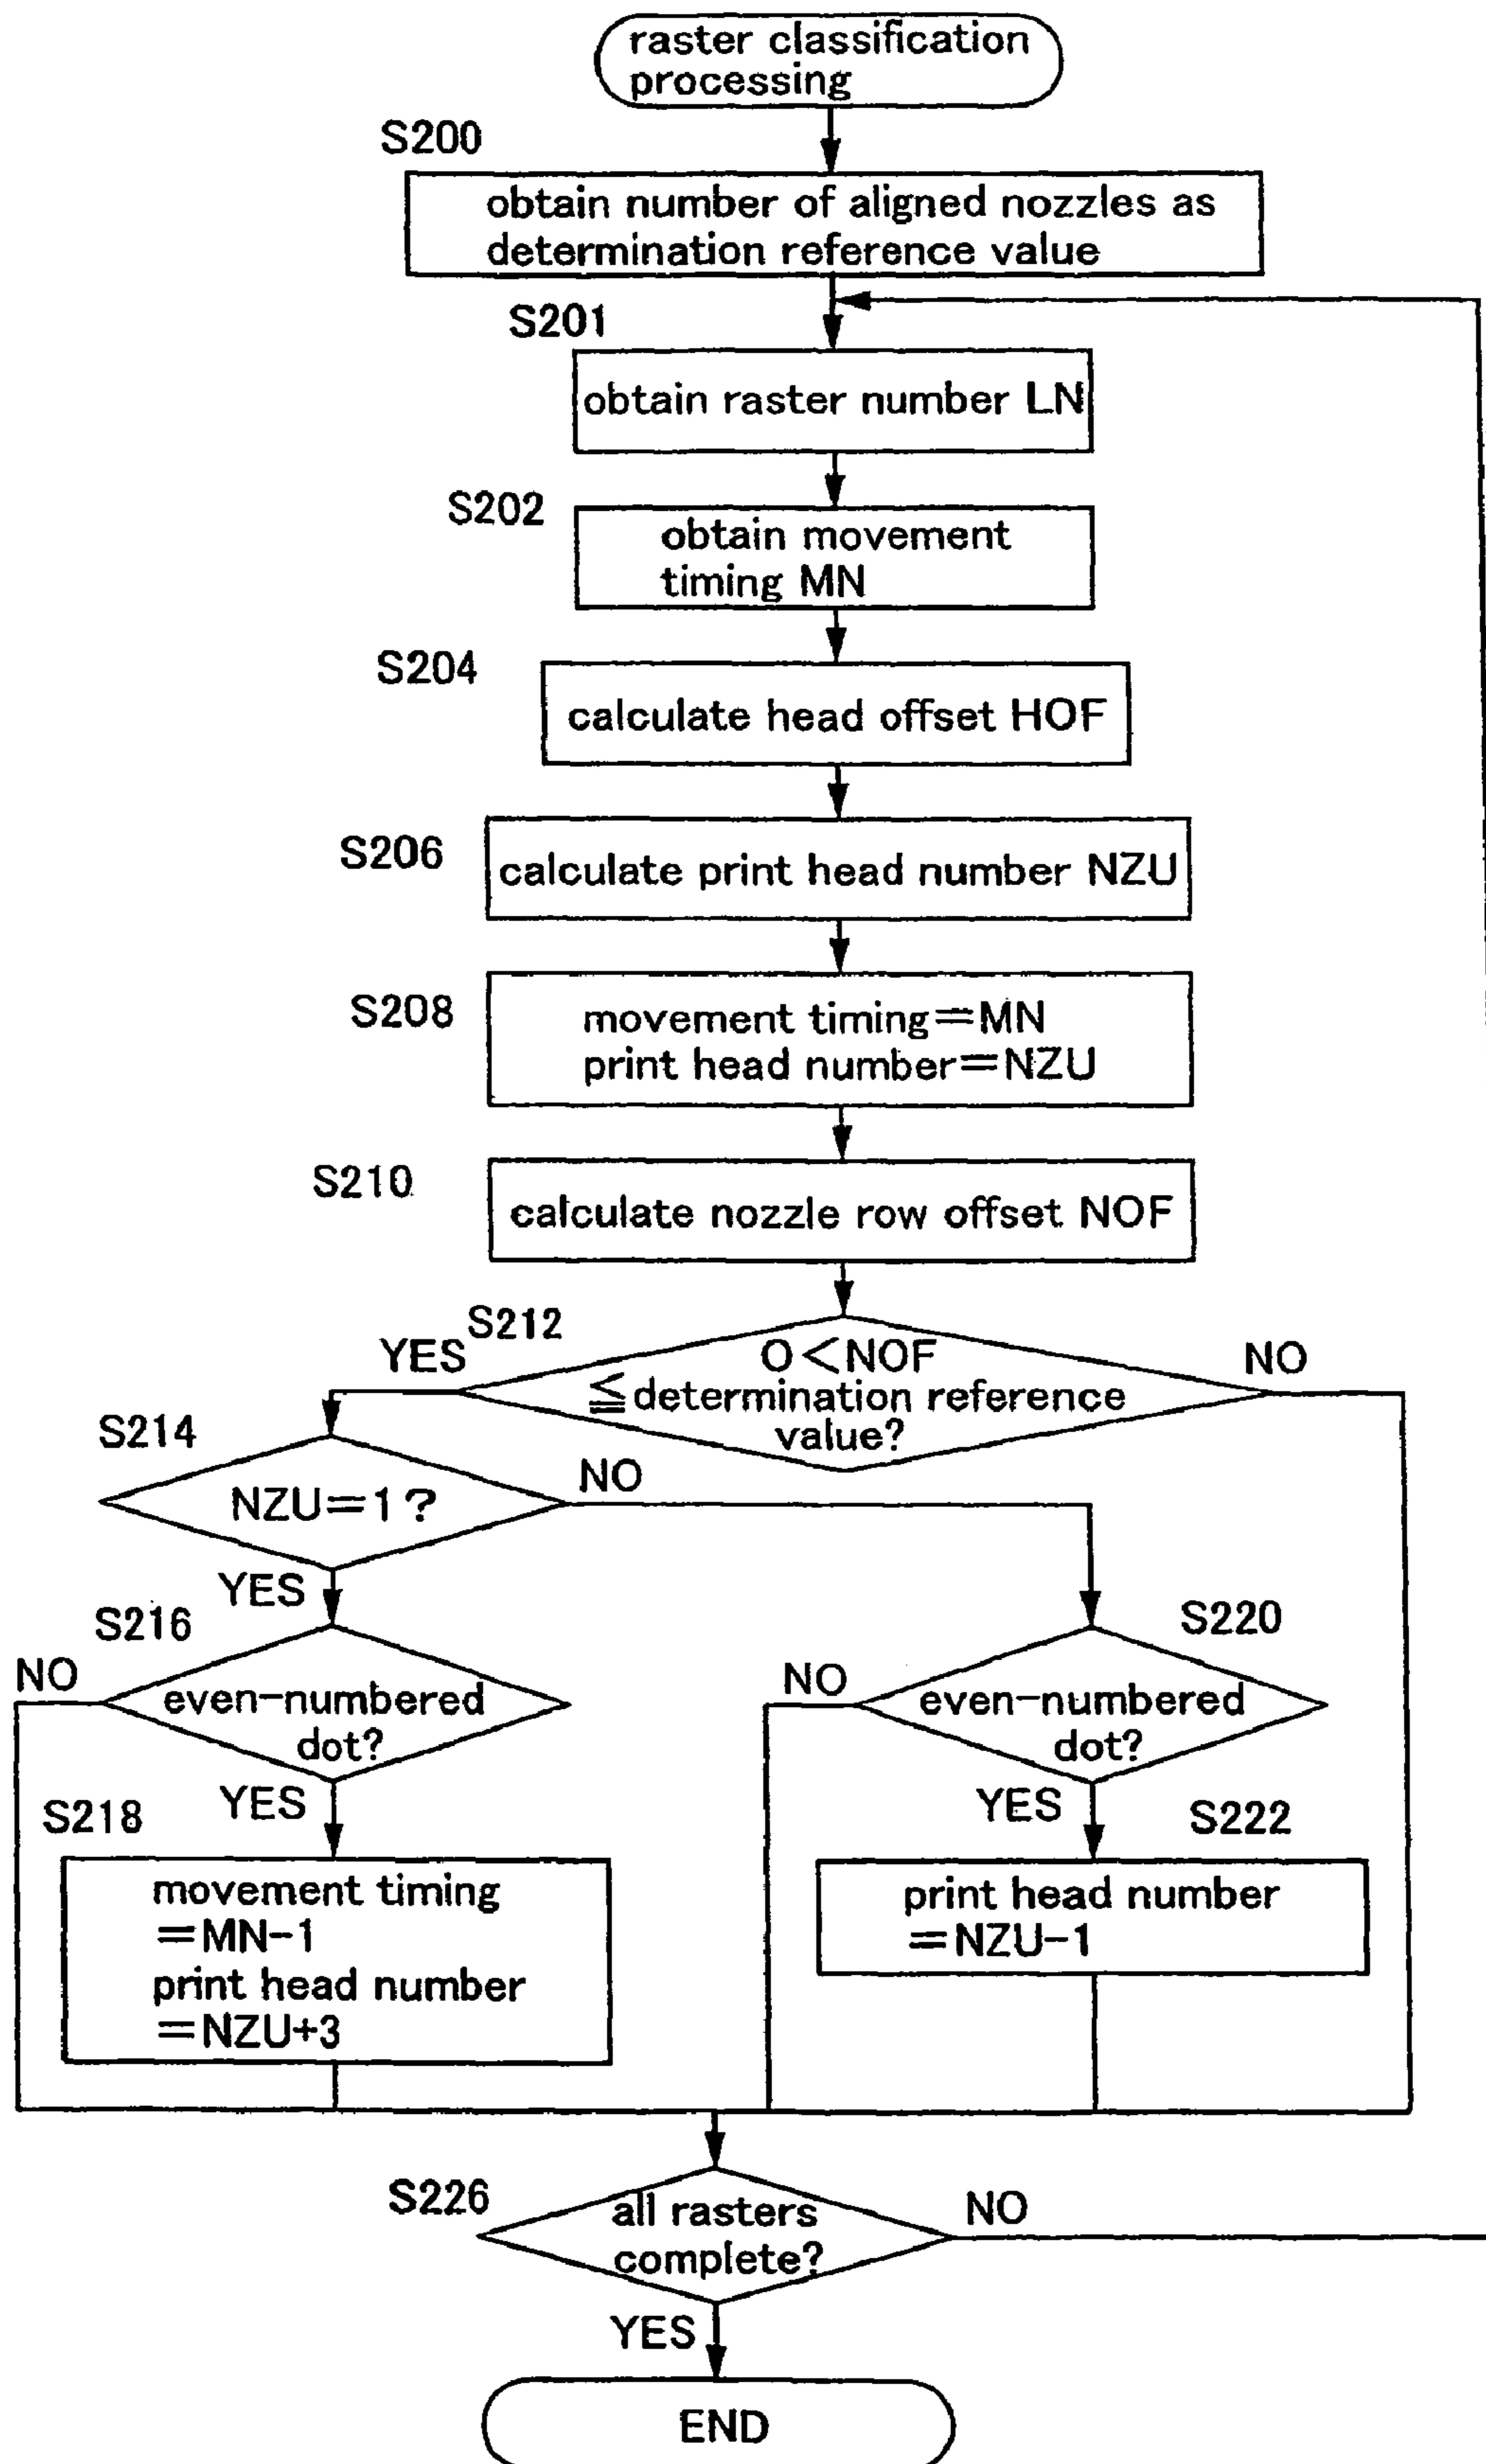 raster classification
processing
S200
obtain number of aligned nozzles as
determination reference value
S201
obtain raster number LN
S202
obtain movement
timing MN
S204
calculate head offset HOF
S206
calculate print head number NZU
S208
movement timing=MN
print head number=NZU
S210
calculate nozzle row offset NOF
S212
YES
0<NOF
≦determination reference
value?
NO
S214
NZU=1?
NO
YES
S216
NO
even-numbered
dot?
YES
S218
movement timing
=MN-1
print head number
=NZU+3
S220
NO
even-numbered
dot?
YES
S222
print head number
=NZU-1
S226
all rasters
complete?
NO
YES
END